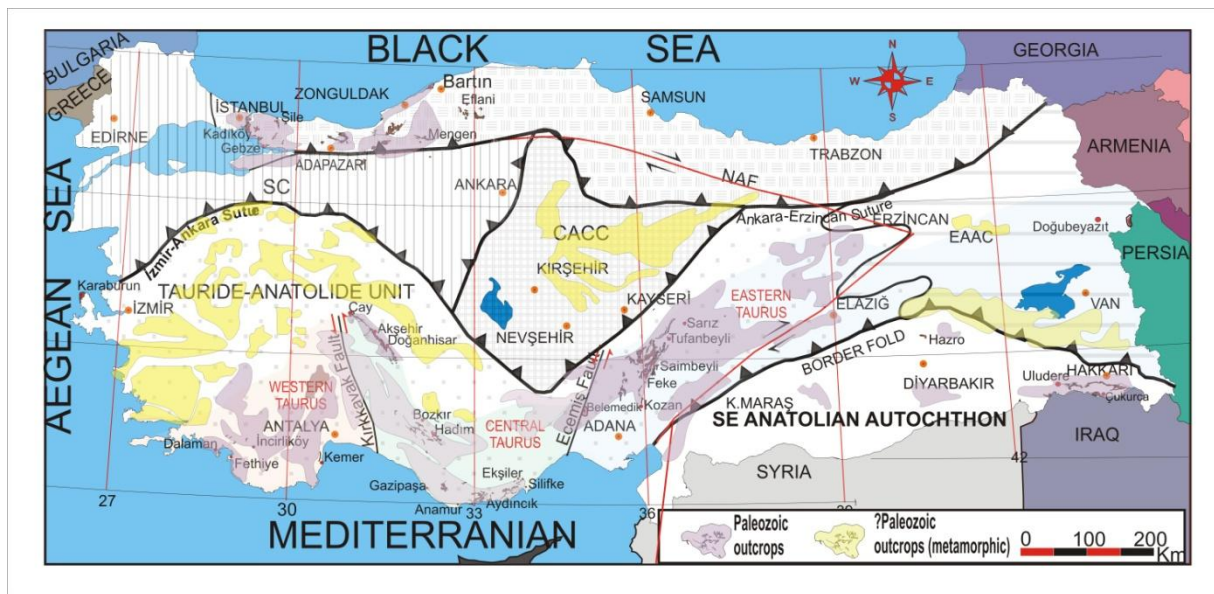 BLACK SEA
BULGARIA
GREECE
GEORGIA
ARMENIA
PERSIA
IRAQ
SYRIA
AEGEAN SEA
MEDITERRANIAN
N
W E
S
EDİRNE
İSTANBUL
Şile
Kadıköy
Gebze
ADAPAZARI
ZONGULDAK
Bartın
Eflani
Mengen
SAMSUN
TRABZON
SC
ANKARA
NAF
İzmir-Ankara Suture
Ankara-Erzincan Suture
ERZİNCAN
EAAC
Doğubeyazıt
CACC
KIRŞEHİR
KAYSERİ
NEVŞEHİR
Karaburun
İZMİR
TAURIDE-ANATOLIDE UNIT
Çay
Akşehir
Doğanhisar
Kırkkavak Fault
WESTERN
TAURUS
ANTALYA
İncirliköy
Dalaman
Fethiye
Kemer
Bozkır
Hadım
CENTRAL
TAURUS
Gazipaşa
Anamur
Ekşiler
Silifke
Aydıncık
Ecemiş Fault
Belemedik
ADANA
Kozan
Feke
Saimbeyli
Tufanbeyli
Sarız
EASTERN
TAURUS
ELAZIĞ
VAN
BORDER FOLD
Hazro
DİYARBAKIR
K.MARAŞ
SE ANATOLIAN AUTOCHTHON
Uludere
HAKKARİ
Çukurca
27
30
33
36
39
42
Paleozoic
outcrops
?Paleozoic
outcrops (metamorphic)
0 100 200
Km